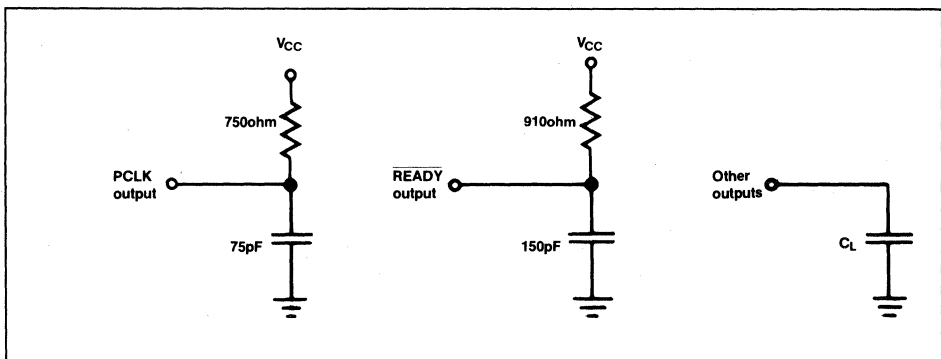 VCC
750ohm
PCLK
output
75pF
VCC
910ohm
READY
output
150pF
Other
outputs
CL